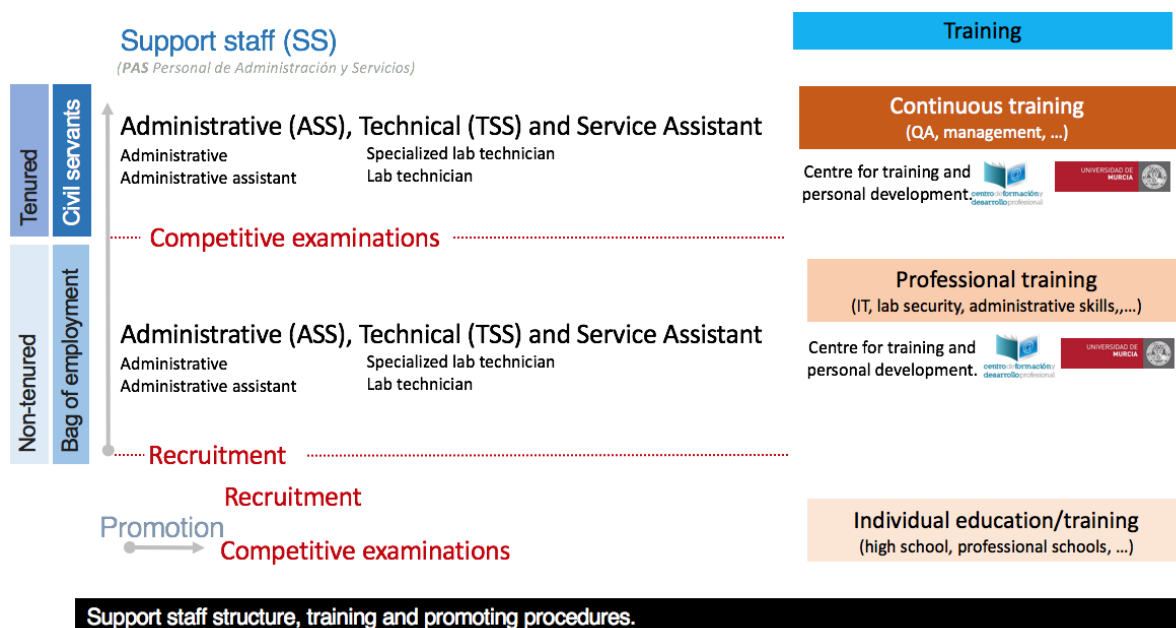 Support staff (SS)
(PAS Personal de Administración y Servicios)
Training
Tenured
Civil servants
Administrative (ASS), Technical (TSS) and Service Assistant
Administrative
Specialized lab technician
Administrative assistant
Lab technician
Continuous training
(QA, management, ...)
Centre for training and
personal development.
centrodeformacióny
desarrolloprofesional
UNIVERSIDAD DE
MURCIA
Competitive examinations
Non-tenured
Bag of employment
Administrative (ASS), Technical (TSS) and Service Assistant
Administrative
Specialized lab technician
Administrative assistant
Lab technician
Professional training
(IT, lab security, administrative skills,,...)
Centre for training and
personal development.
centrodeformacióny
desarrolloprofesional
UNIVERSIDAD DE
MURCIA
Recruitment
Recruitment
Promotion
Competitive examinations
Individual education/training
(high school, professional schools, ...)
Support staff structure, training and promoting procedures.